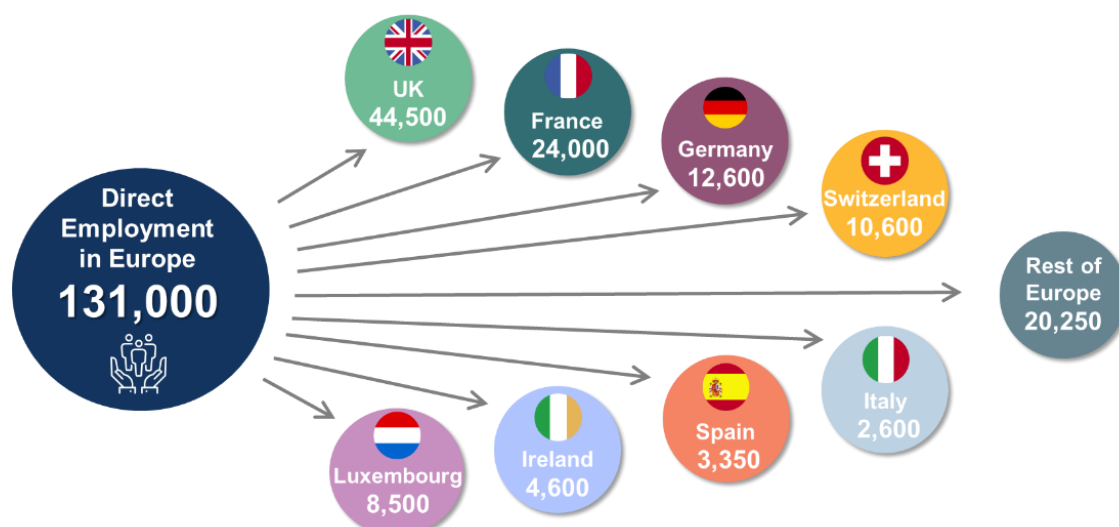 Direct
Employment
in Europe
131,000
UK
44,500
France
24,000
Germany
12,600
Switzerland
10,600
Rest of
Europe
20,250
Italy
2,600
Spain
3,350
Ireland
4,600
Luxembourg
8,500